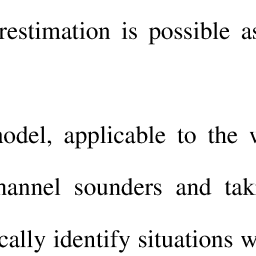 restimation is possible as
nodel, applicable to the
hannel sounders and tak
cally identify situations w